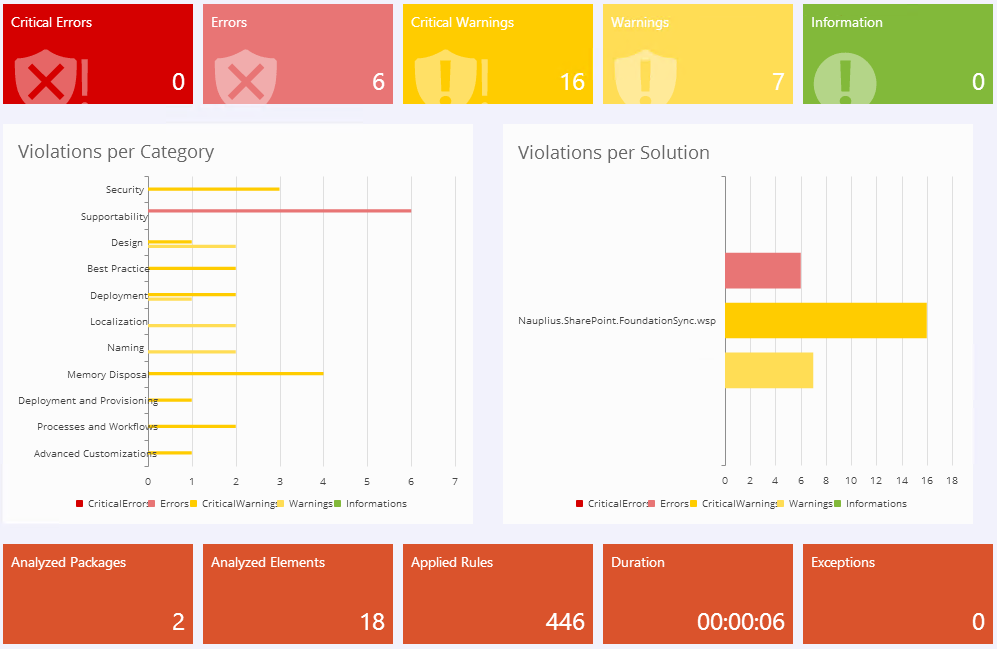 Critical Errors
0
Errors
6
Critical Warnings
16
Warnings
7
Information
0
Violations per Category
Security
Supportability
Design
Best Practice
Deployment
Localization
Naming
Memory Disposal
Deployment and Provisioning
Processes and Workflows
Advanced Customizations
0 1 2 3 4 5 6 7
CriticalErrors Errors CriticalWarnings Warnings Informations
Violations per Solution
Nauplius.SharePoint.FoundationSync.wsp
0 2 4 6 8 10 12 14 16 18
CriticalErrors Errors CriticalWarnings Warnings Informations
Analyzed Packages
2
Analyzed Elements
18
Applied Rules
446
Duration
00:00:06
Exceptions
0